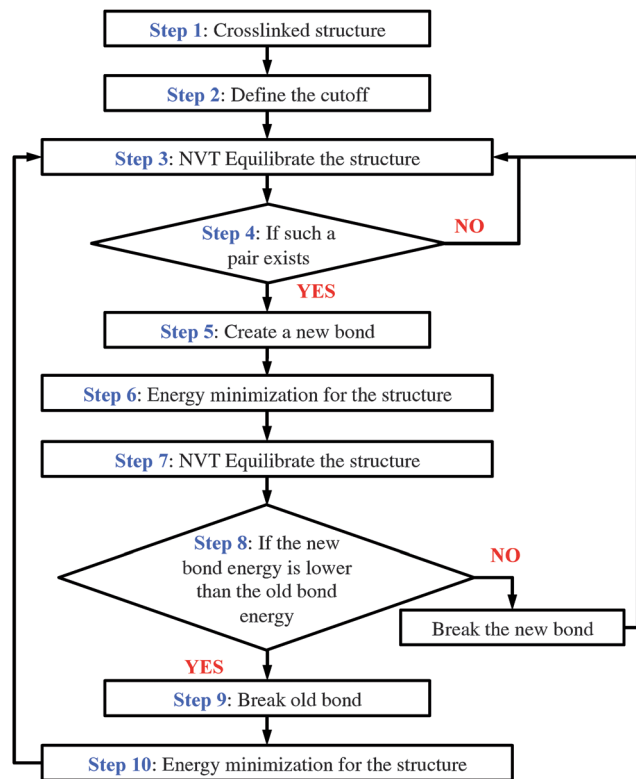 Step 1: Crosslinked structure
Step 2: Define the cutoff
Step 3: NVT Equilibrate the structure
Step 4: If such a
pair exists
NO
YES
Step 5: Create a new bond
Step 6: Energy minimization for the structure
Step 7: NVT Equilibrate the structure
Step 8: If the new
bond energy is lower
than the old bond
energy
NO
Break the new bond
YES
Step 9: Break old bond
Step 10: Energy minimization for the structure